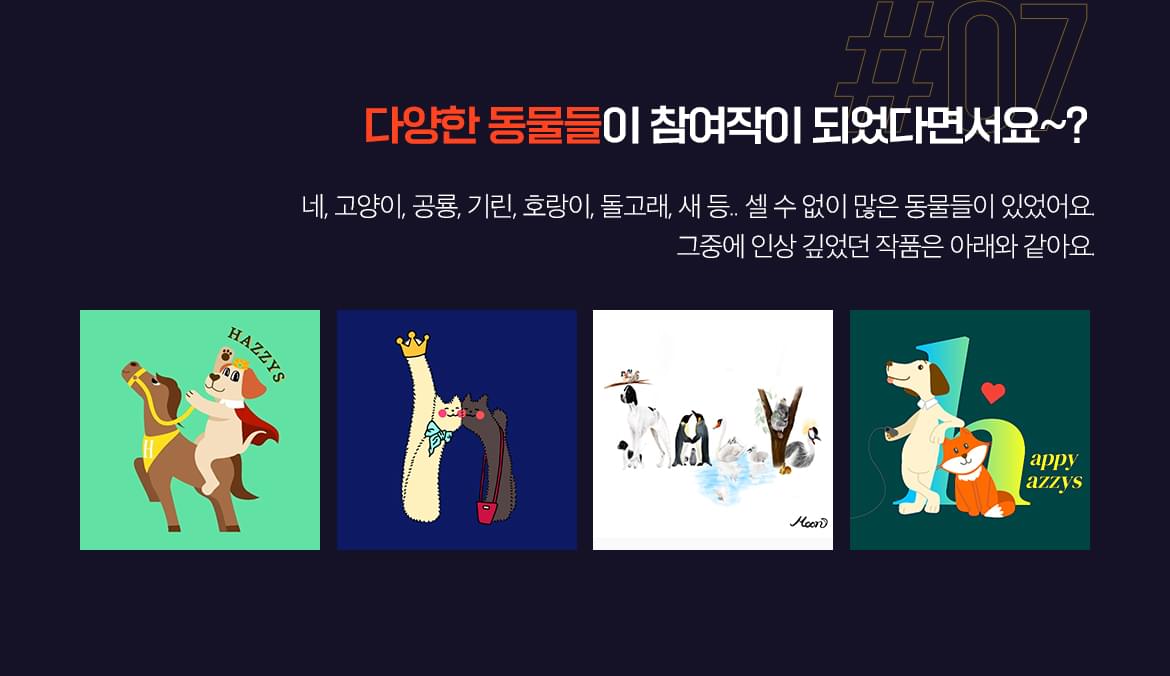 #07
다양한 동물들이 참여작이 되었다면서요~?
네, 고양이, 공룡, 기린, 호랑이, 돌고래, 새 등.. 셀 수 없이 많은 동물들이 있었어요.
그중에 인상 깊었던 작품은 아래와 같아요.
HAZZYS
H
h
Moon
h
appy
azzys